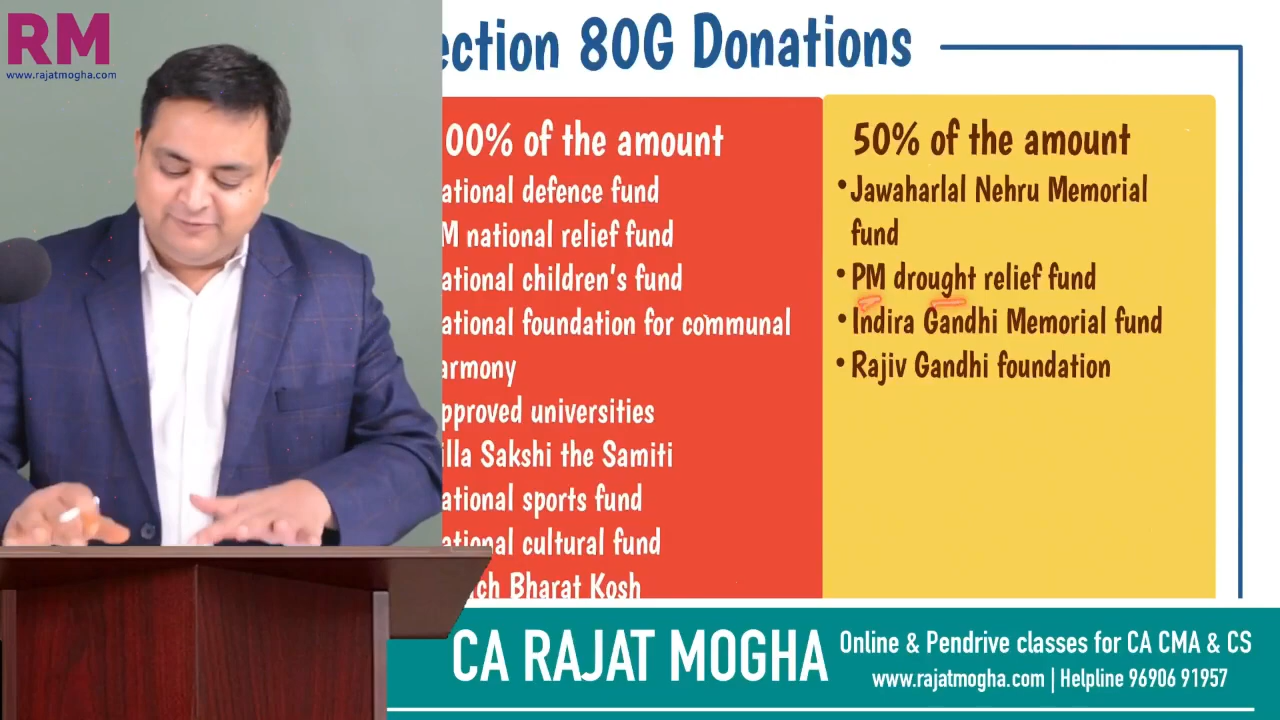 RM
www.rajatmogha.com
ection 80G Donations
00% of the amount
ational defence fund
M national relief fund
ational children's fund
ational foundation for communal
armony
pproved universities
illa Sakshi the Samiti
ational sports fund
ational cultural fund
ch Bharat Kosh
50% of the amount
•Jawaharlal Nehru Memorial
fund
•PM drought relief fund
•Indira Gandhi Memorial fund
•Rajiv Gandhi foundation
CA RAJAT MOGHA
Online & Pendrive classes for CA CMA & CS
www.rajatmogha.com | Helpline 96906 91957